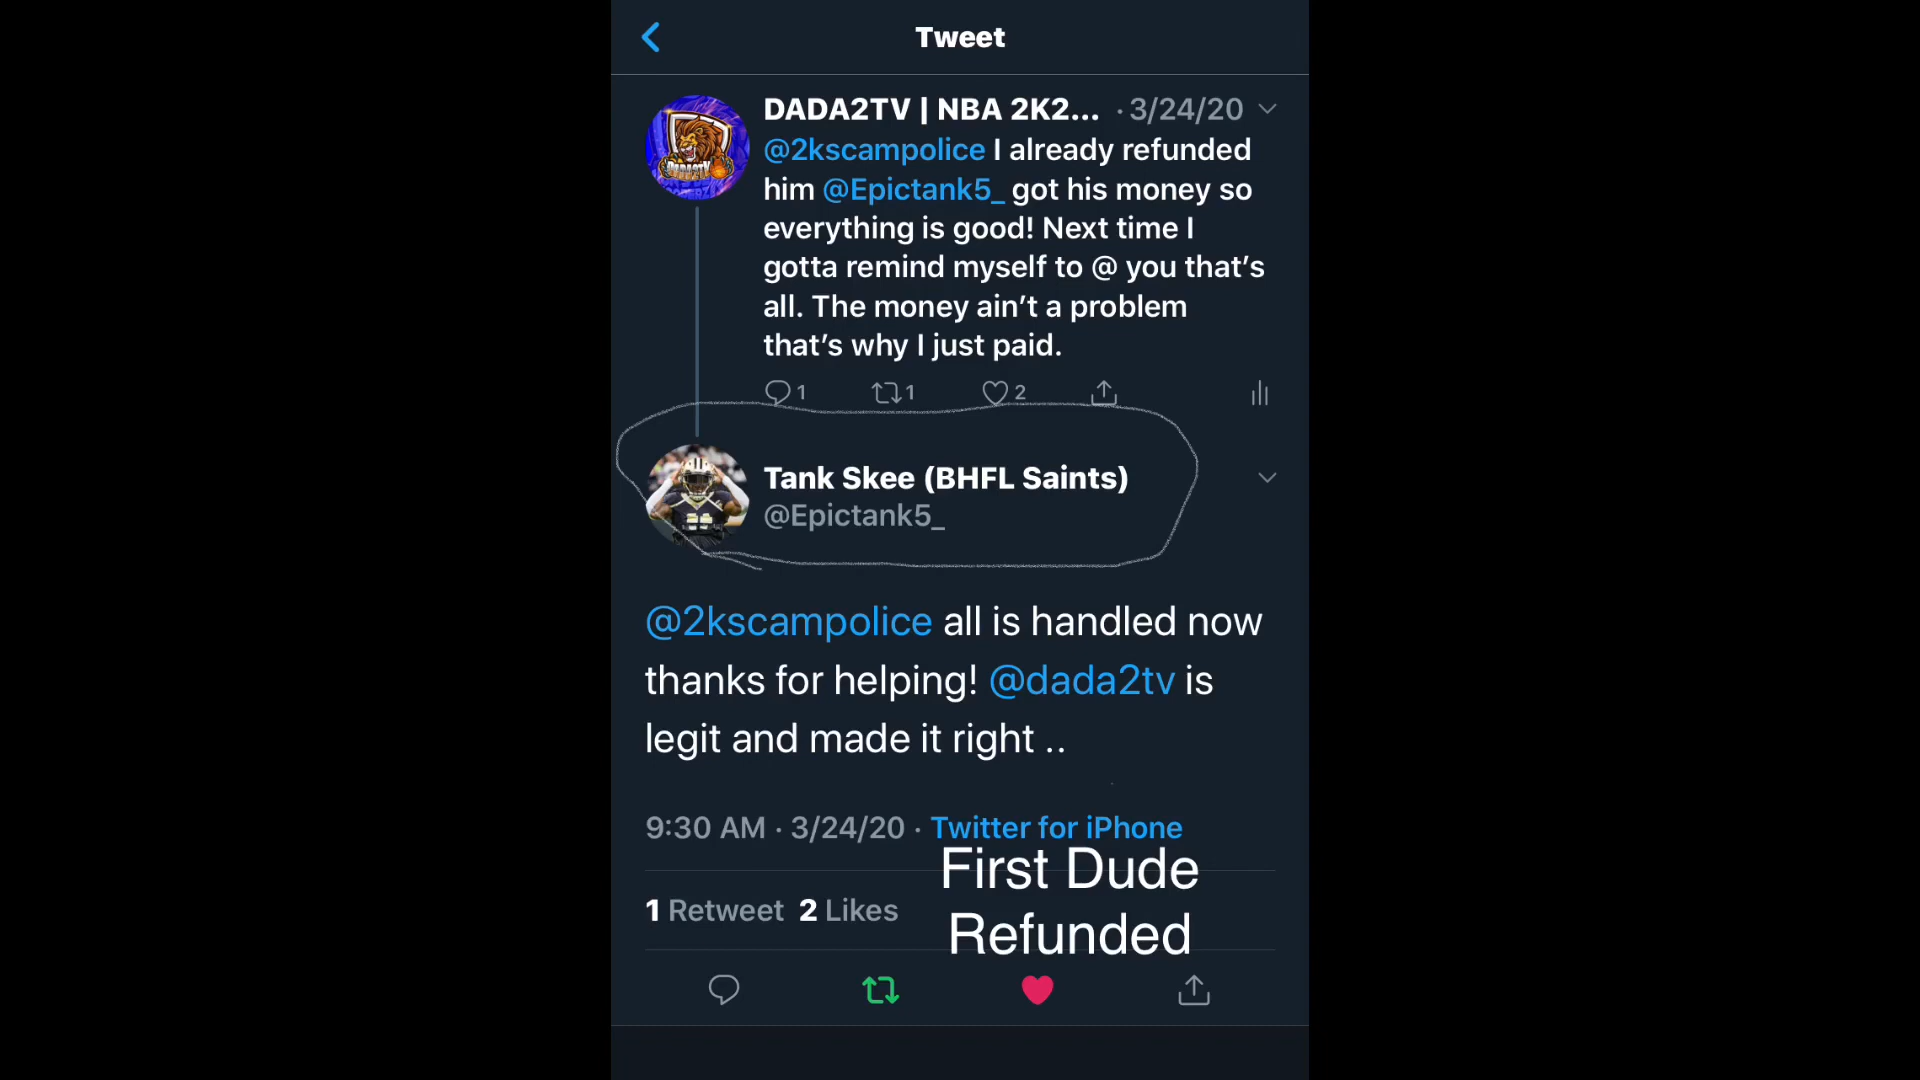 Tweet
DADA2TV | NBA 2K2... · 3/24/20
@2kscampolice I already refunded
him @Epictank5_ got his money so
everything is good! Next time I
gotta remind myself to @ you that’s
all. The money ain’t a problem
that’s why I just paid.
1 1 2
Tank Skee (BHFL Saints)
@Epictank5_
@2kscampolice all is handled now
thanks for helping! @dada2tv is
legit and made it right ..
9:30 AM · 3/24/20 · Twitter for iPhone
First Dude
Refunded
1 Retweet 2 Likes